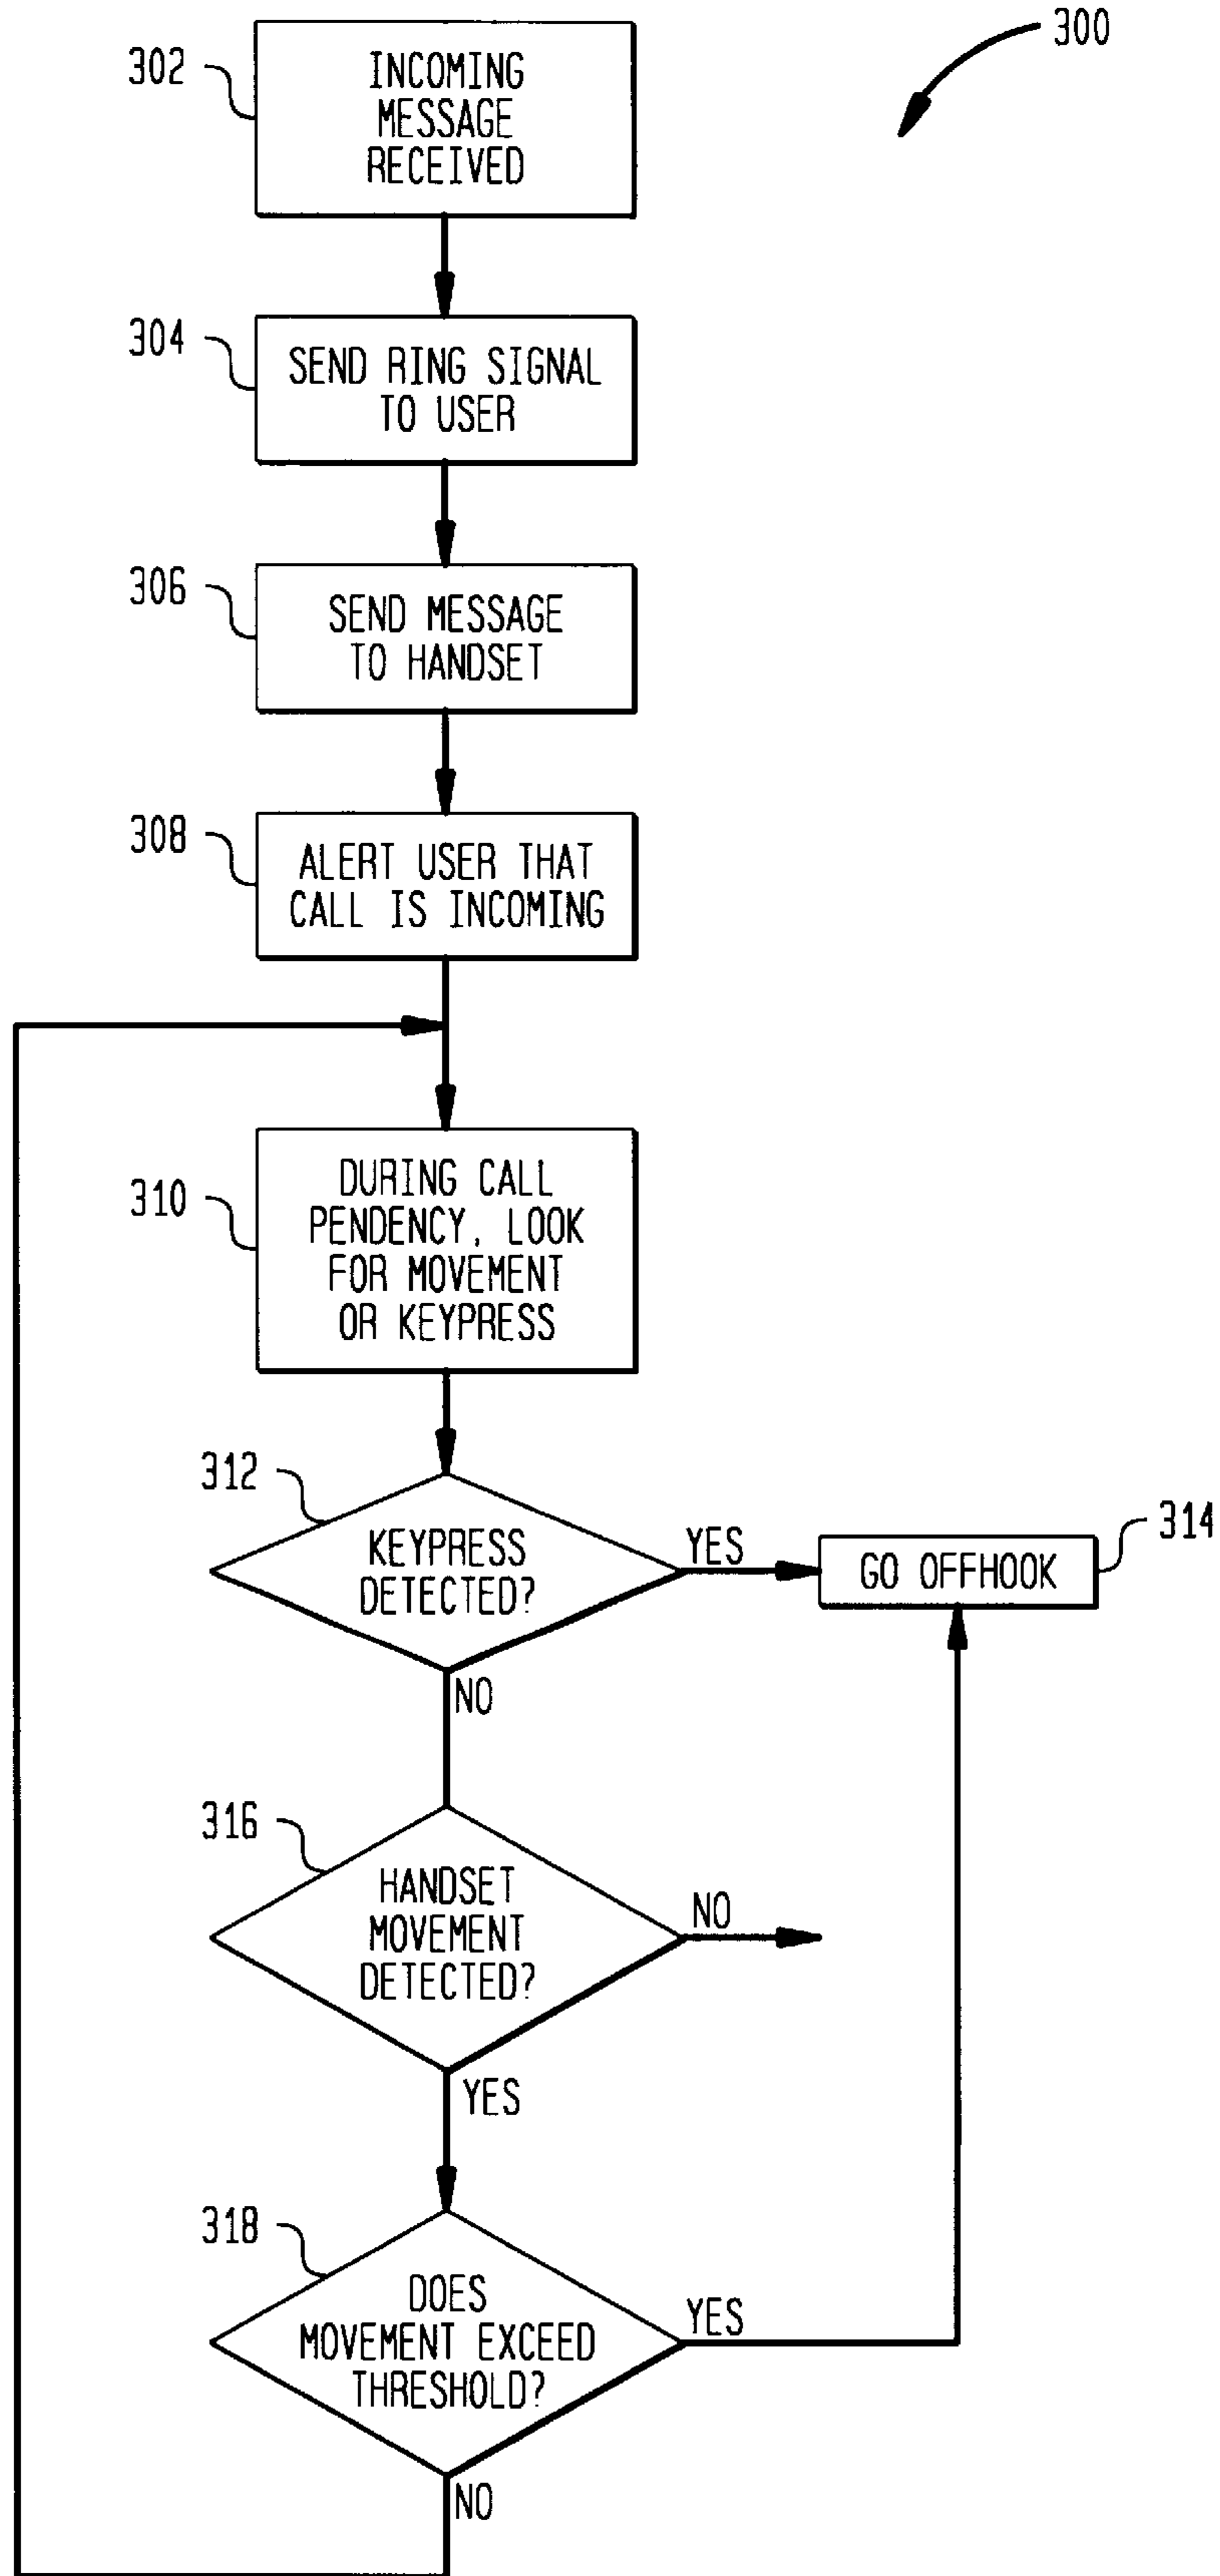 300
302
INCOMING
MESSAGE
RECEIVED
304
SEND RING SIGNAL
TO USER
306
SEND MESSAGE
TO HANDSET
308
ALERT USER THAT
CALL IS INCOMING
310
DURING CALL
PENDENCY, LOOK
FOR MOVEMENT
OR KEYPRESS
312
KEYPRESS
DETECTED?
YES
GO OFFHOOK
314
NO
316
HANDSET
MOVEMENT
DETECTED?
NO
YES
318
DOES
MOVEMENT EXCEED
THRESHOLD?
YES
NO